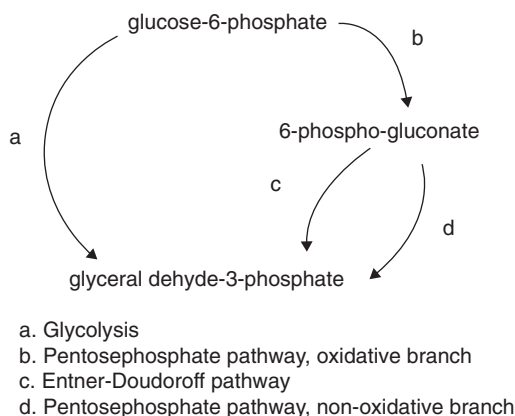 glucose-6-phosphate
b
a
6-phospho-gluconate
c
d
glyceral dehyde-3-phosphate
a. Glycolysis
b. Pentosephosphate pathway, oxidative branch
c. Entner-Doudoroff pathway
d. Pentosephosphate pathway, non-oxidative branch